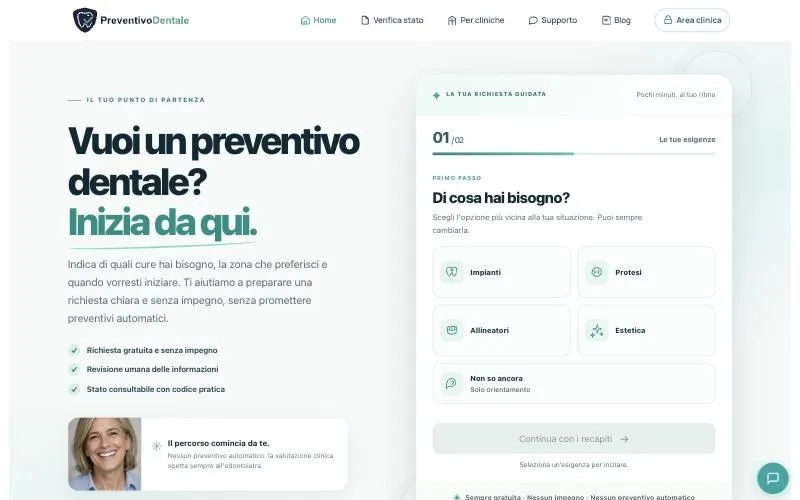 PreventivoDentale
Home
Verifica stato
Per cliniche
Supporto
Blog
Area clinica
IL TUO PUNTO DI PARTENZA
Vuoi un preventivo
dentale?
Inizia da qui.
Indica di quali cure hai bisogno, la zona che preferisci e
quando vorresti iniziare. Ti aiutiamo a preparare una
richiesta chiara e senza impegno, senza promettere
preventivi automatici.
Richiesta gratuita e senza impegno
Revisione umana delle informazioni
Stato consultabile con codice pratica
Il percorso comincia da te.
Nessun preventivo automatico: la valutazione clinica
spetta sempre all'odontoiatra.
LA TUA RICHIESTA GUIDATA
Pochi minuti, al tuo ritmo
01 /02
Le tue esigenze
PRIMO PASSO
Di cosa hai bisogno?
Scegli l'opzione più vicina alla tua situazione. Puoi sempre
cambiarla.
Impianti
Protesi
Allineatori
Estetica
Non so ancora
Solo orientamento
Continua con i recapiti →
Seleziona un'esigenza per iniziare.
Sempre gratuita · Nessun impegno · Nessun preventivo automatico